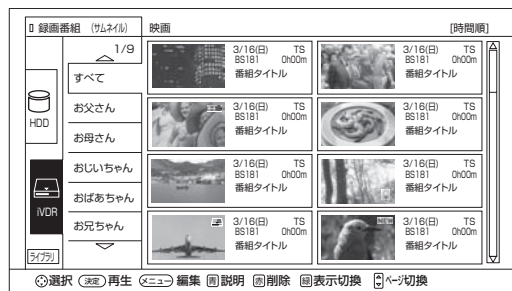 録画番組 (サムネイル) 映画 [時間順]
1/9
すべて
お父さん
お母さん
おじいちゃん
おばあちゃん
お兄ちゃん
HDD
iVDR
ライブラリ
3/16(日) TS
BS181 0h00m
番組タイトル
3/16(日) TS
BS181 0h00m
番組タイトル
3/16(日) TS
BS181 0h00m
番組タイトル
3/16(日) TS
BS181 0h00m
番組タイトル
3/16(日) TS
BS181 0h00m
番組タイトル
3/16(日) TS
BS181 0h00m
番組タイトル
3/16(日) TS
BS181 0h00m
番組タイトル
NEW
3/16(日) TS
BS181 0h00m
番組タイトル
選択 決定 再生 メニュー 編集 青 説明 赤 削除 緑 表示切換 ページ切換